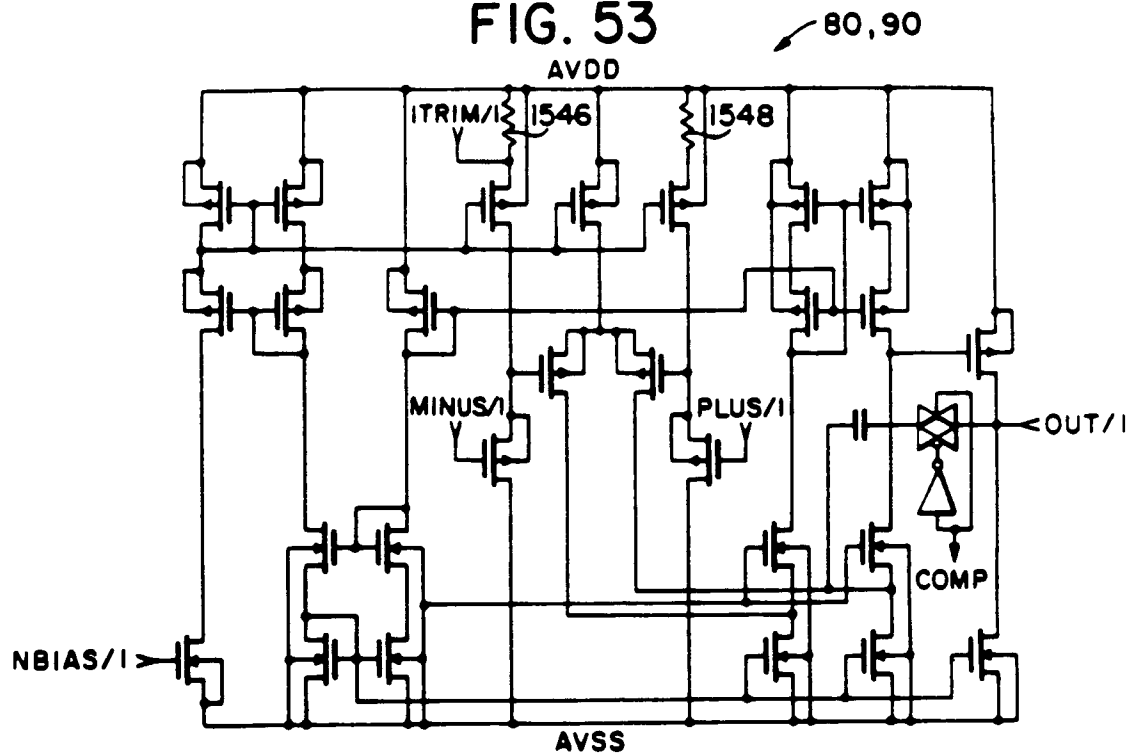 FIG. 53
80,90
AVDD
ITRIM/I
1546
1548
MINUS/I
PLUS/I
OUT/I
COMP
NBIAS/I
AVSS